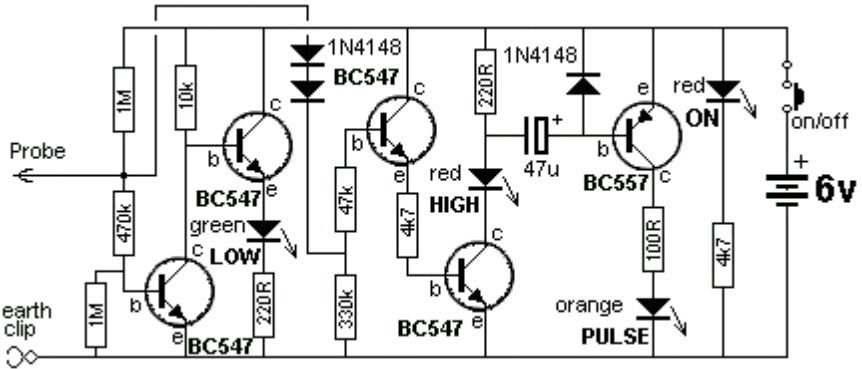 1N4148
BC547
1M
10k
c
b
e
BC547
Probe
470k
green
LOW
c
b
e
BC547
1M
220R
earth
clip
47k
330k
c
b
e
4k7
220R
red
HIGH
c
b
e
BC547
1N4148
+
47u
e
b
c
BC557
100R
orange
PULSE
red
ON
4k7
on/off
+
6v